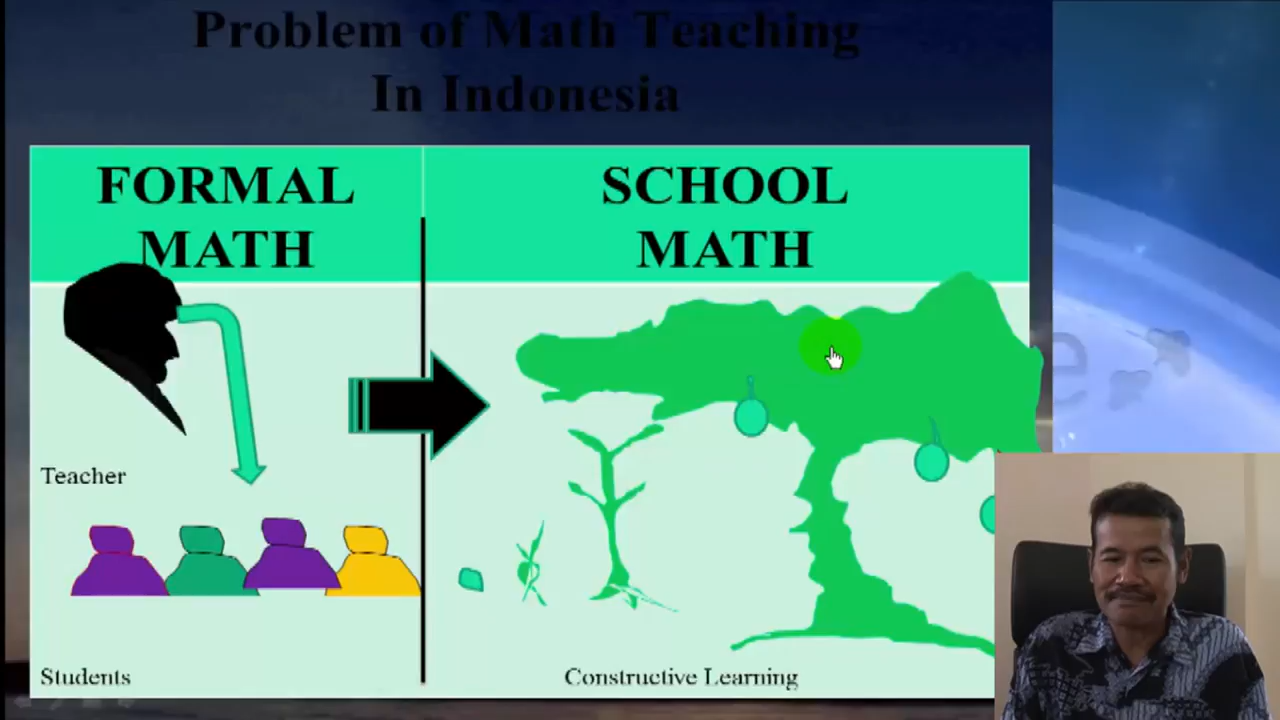 Problem of Math Teaching
In Indonesia
FORMAL
MATH
SCHOOL
MATH
Teacher
Students
Constructive Learning